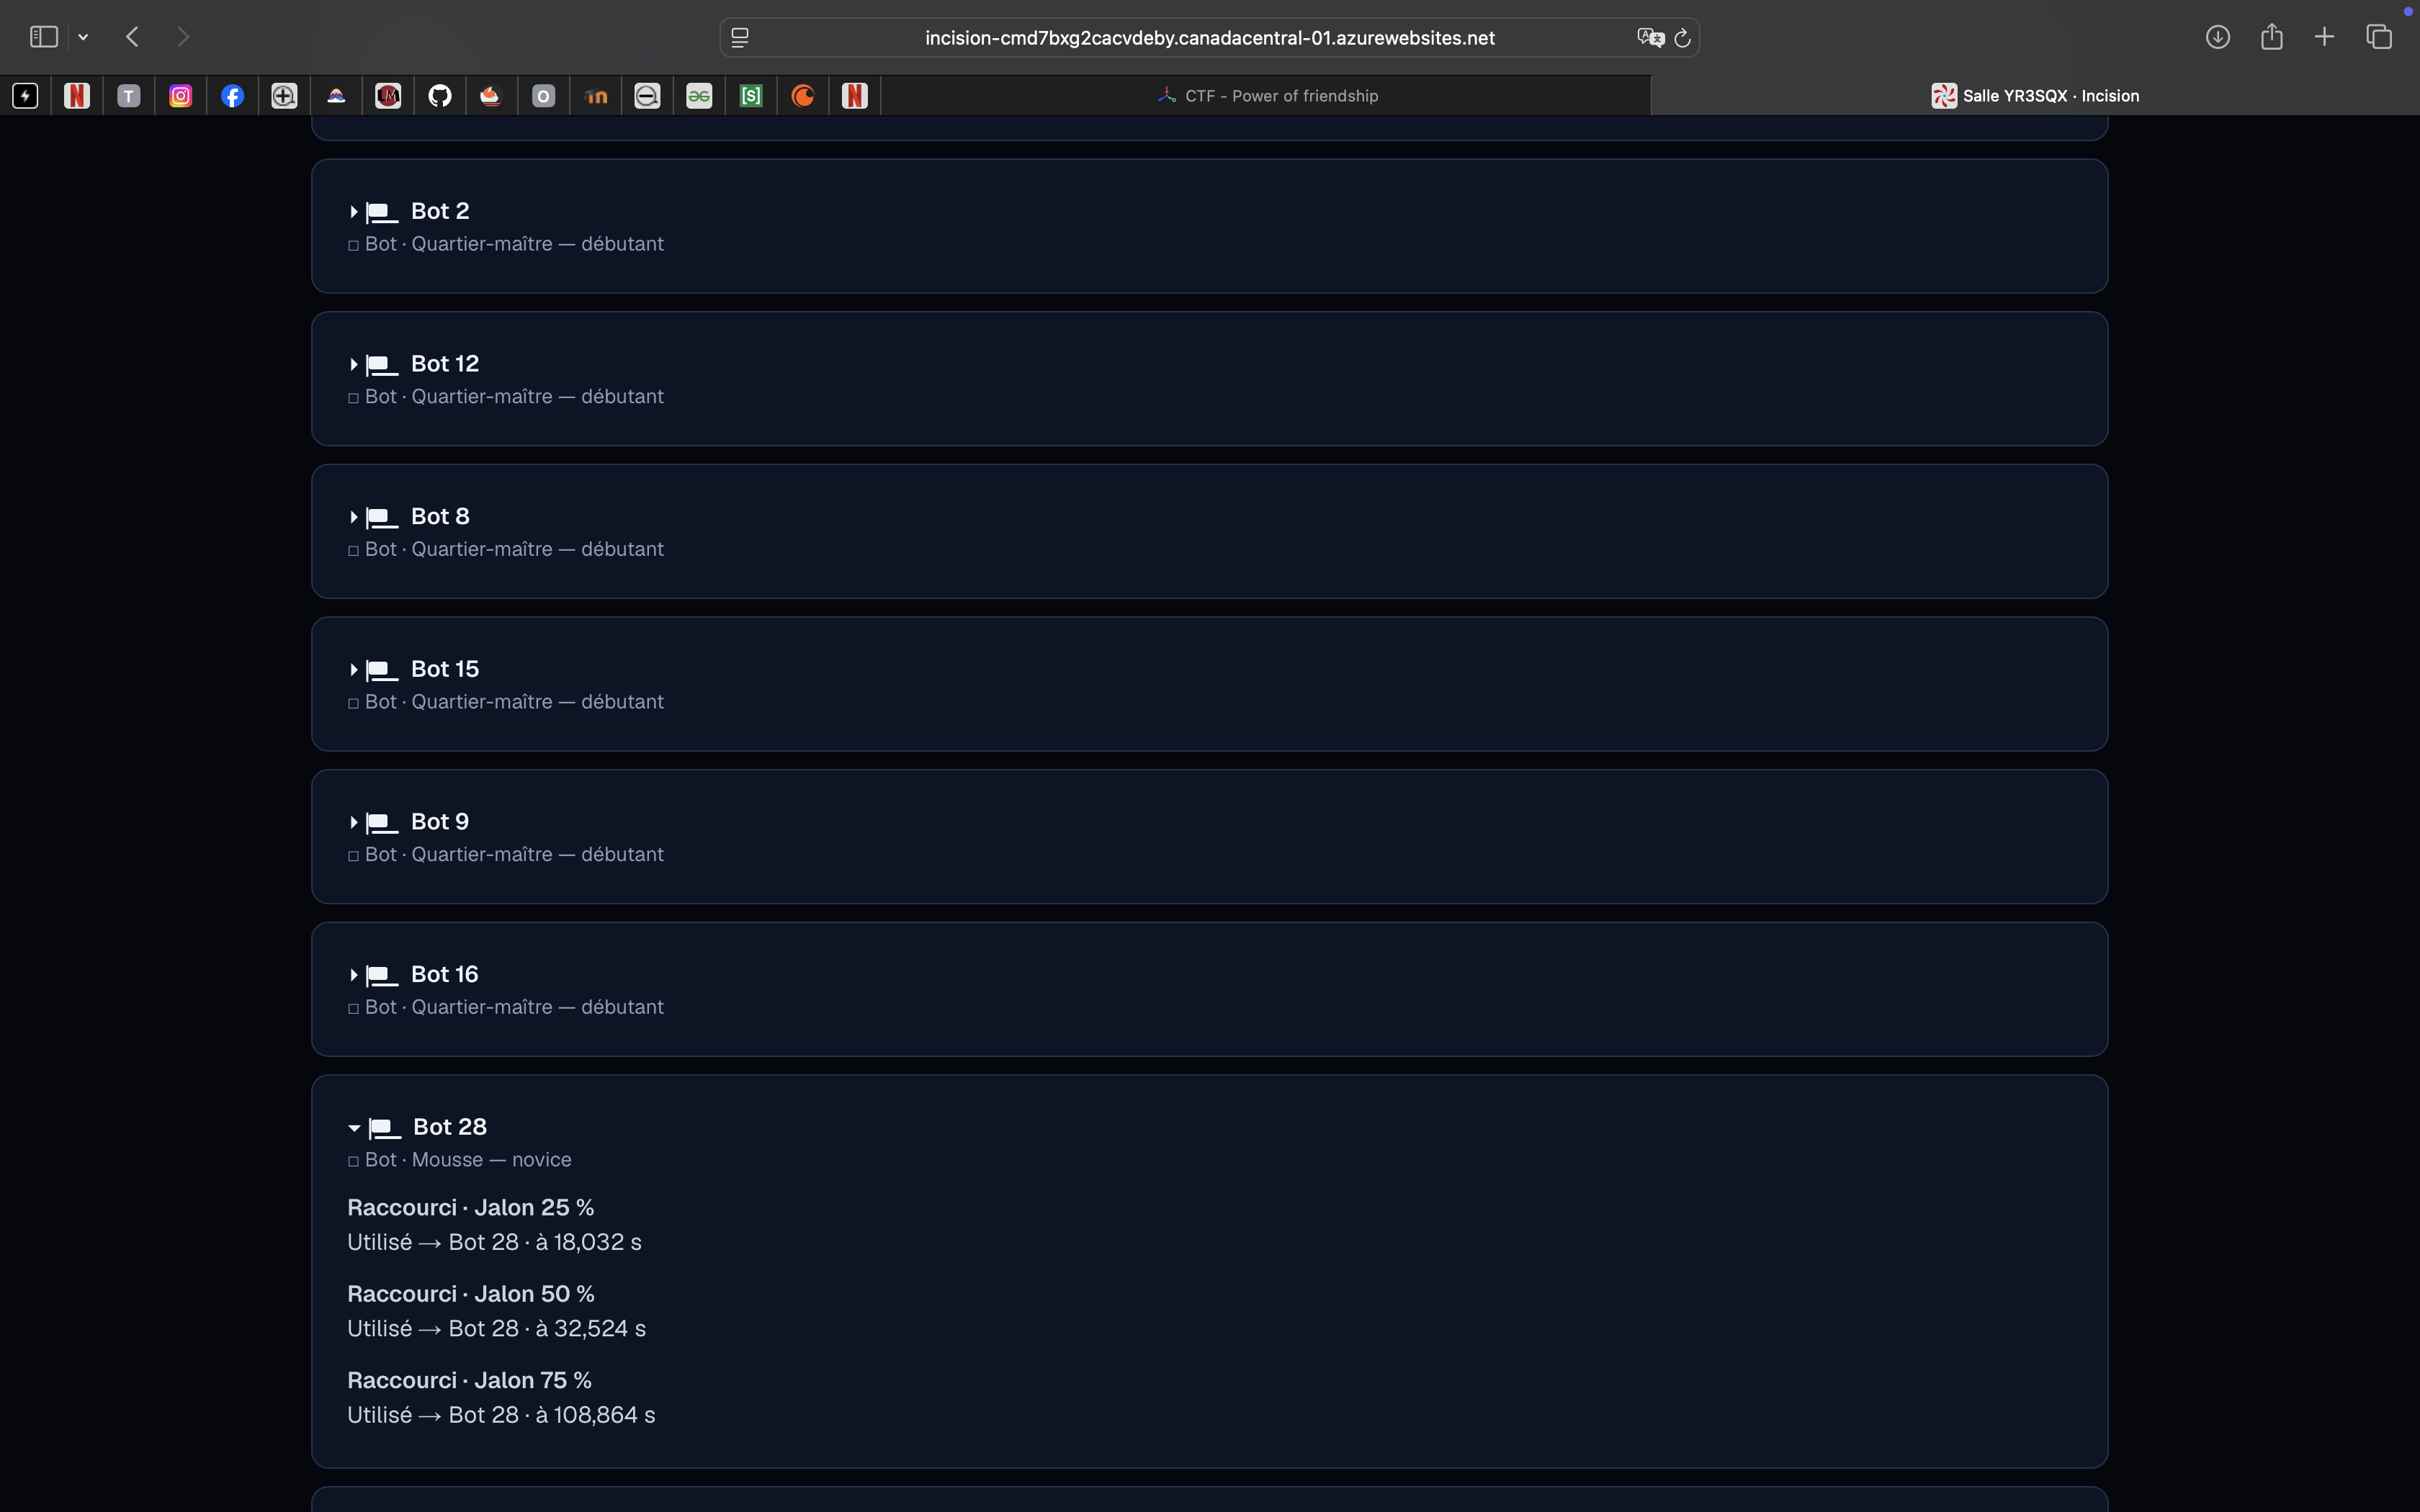 incision-cmd7bxg2cacvdeby.canadacentral-01.azurewebsites.net
T
O
CTF - Power of friendship
Salle YR3SQX · Incision
Bot 2
□ Bot · Quartier-maître — débutant
Bot 12
□ Bot · Quartier-maître — débutant
Bot 8
□ Bot · Quartier-maître — débutant
Bot 15
□ Bot · Quartier-maître — débutant
Bot 9
□ Bot · Quartier-maître — débutant
Bot 16
□ Bot · Quartier-maître — débutant
Bot 28
□ Bot · Mousse — novice
Raccourci · Jalon 25 %
Utilisé → Bot 28 · à 18,032 s
Raccourci · Jalon 50 %
Utilisé → Bot 28 · à 32,524 s
Raccourci · Jalon 75 %
Utilisé → Bot 28 · à 108,864 s